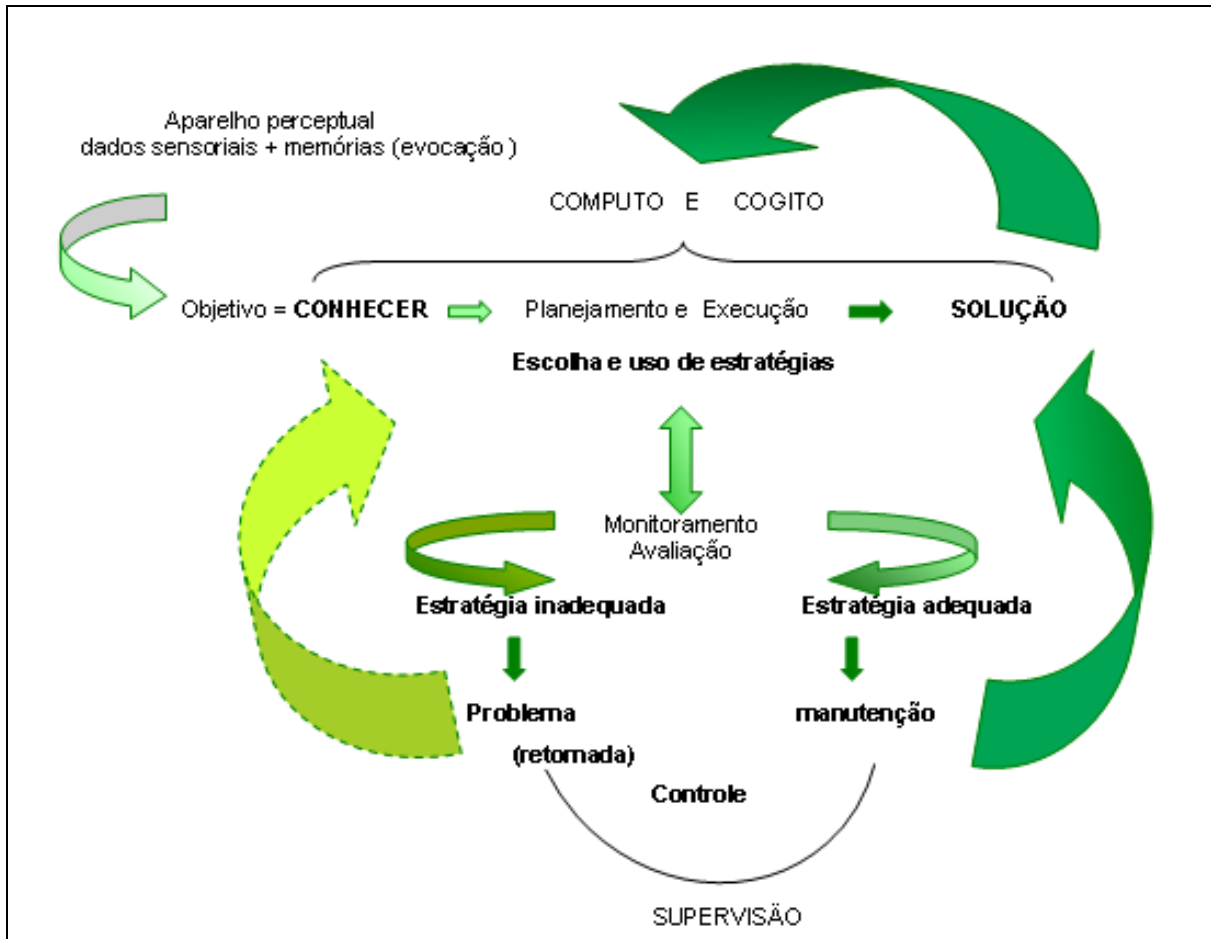 Aparelho perceptual
dados sensoriais + memórias (evocação )
COMPUTO E COGITO
Objetivo = CONHECER
Planejamento e Execução
SOLUÇÃO
Escolha e uso de estratégias
Monitoramento
Avaliação
Estratégia inadequada
Estratégia adequada
Problema
manutenção
(retornada)
Controle
SUPERVISÃO